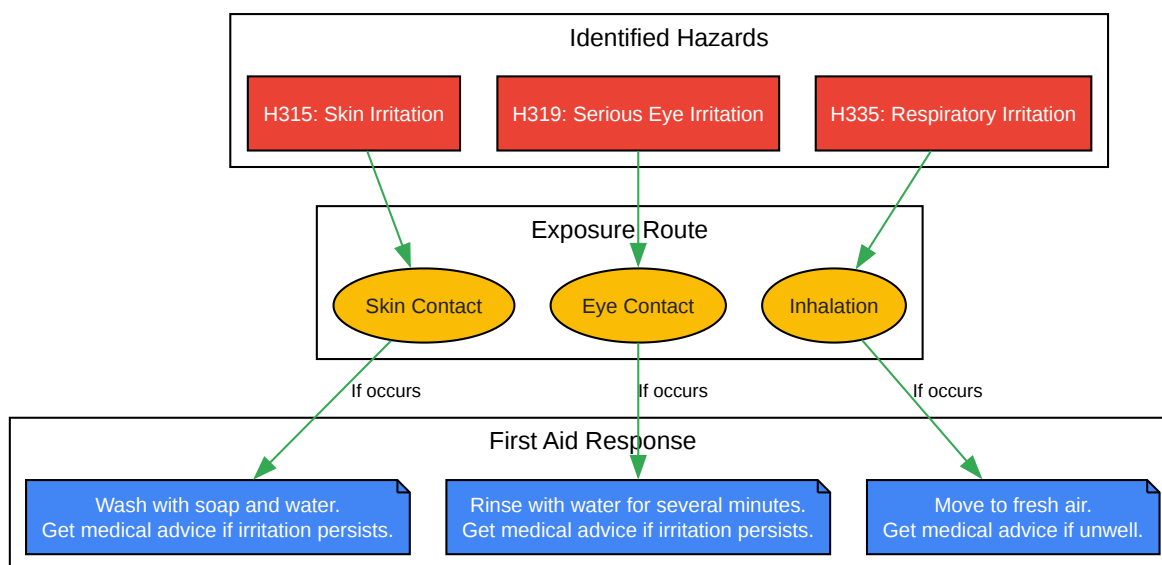 Identified Hazards
H315: Skin Irritation
H319: Serious Eye Irritation
H335: Respiratory Irritation
Exposure Route
Skin Contact
Eye Contact
Inhalation
If occurs
If occurs
If occurs
First Aid Response
Wash with soap and water.
Get medical advice if irritation persists.
Rinse with water for several minutes.
Get medical advice if irritation persists.
Move to fresh air.
Get medical advice if unwell.